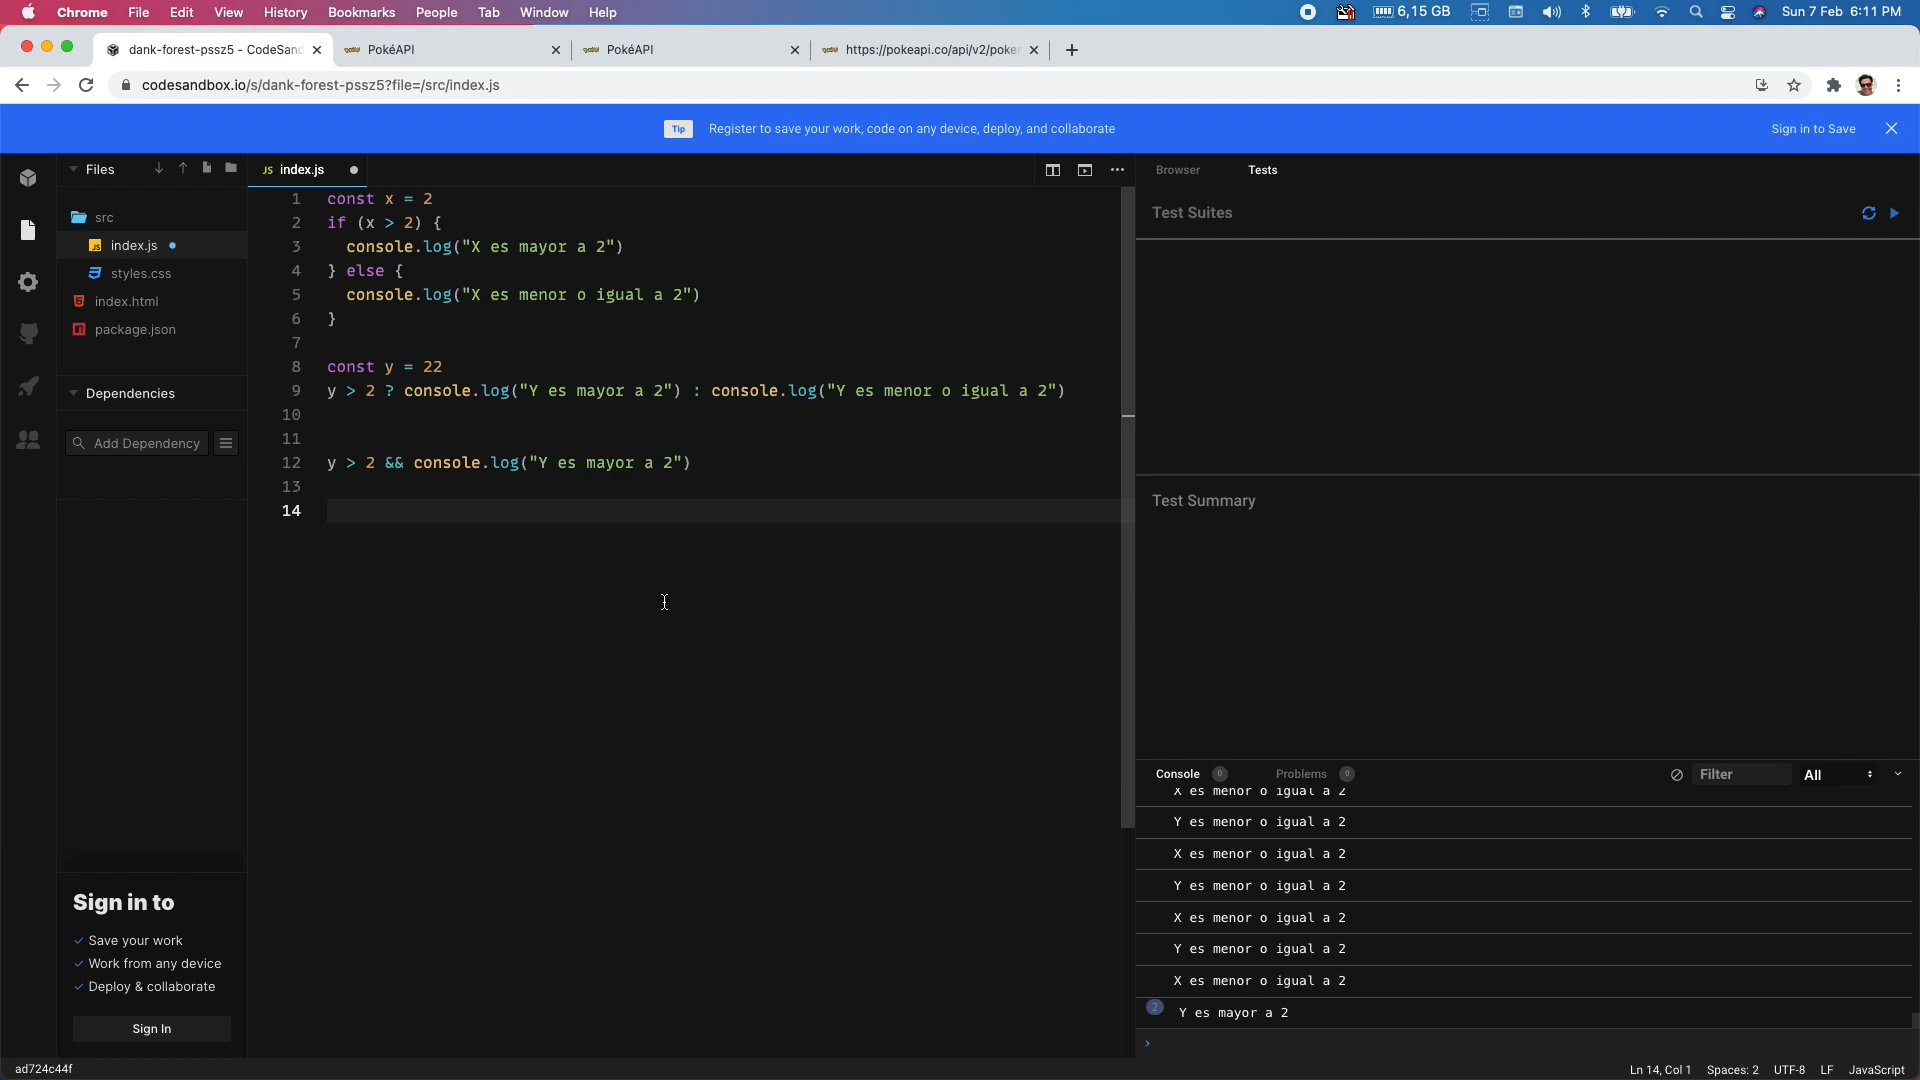 Chrome File Edit View History Bookmarks People Tab Window Help 6,15 GB Sun 7 Feb 6:11 PM
dank-forest-pssz5 - CodeSand PokéAPI PokéAPI https://pokeapi.co/api/v2/poke
codesandbox.io/s/dank-forest-pssz5?file=/src/index.js
Tip Register to save your work, code on any device, deploy, and collaborate Sign in to Save
Files
src
index.js
styles.css
index.html
package.json
Dependencies
Add Dependency
Sign in to
Save your work
Work from any device
Deploy & collaborate
Sign In
JS index.js
1 const x = 2
2 if (x > 2) {
3 console.log("X es mayor a 2")
4 } else {
5 console.log("X es menor o igual a 2")
6 }
7
8 const y = 22
9 y > 2 ? console.log("Y es mayor a 2") : console.log("Y es menor o igual a 2")
10
11
12 y > 2 && console.log("Y es mayor a 2")
13
14
Browser Tests
Test Suites
Test Summary
Console 0 Problems 0 Filter All
X es menor o igual a 2
Y es menor o igual a 2
X es menor o igual a 2
Y es menor o igual a 2
X es menor o igual a 2
Y es menor o igual a 2
X es menor o igual a 2
2 Y es mayor a 2
ad724c44f Ln 14, Col 1 Spaces: 2 UTF-8 LF JavaScript